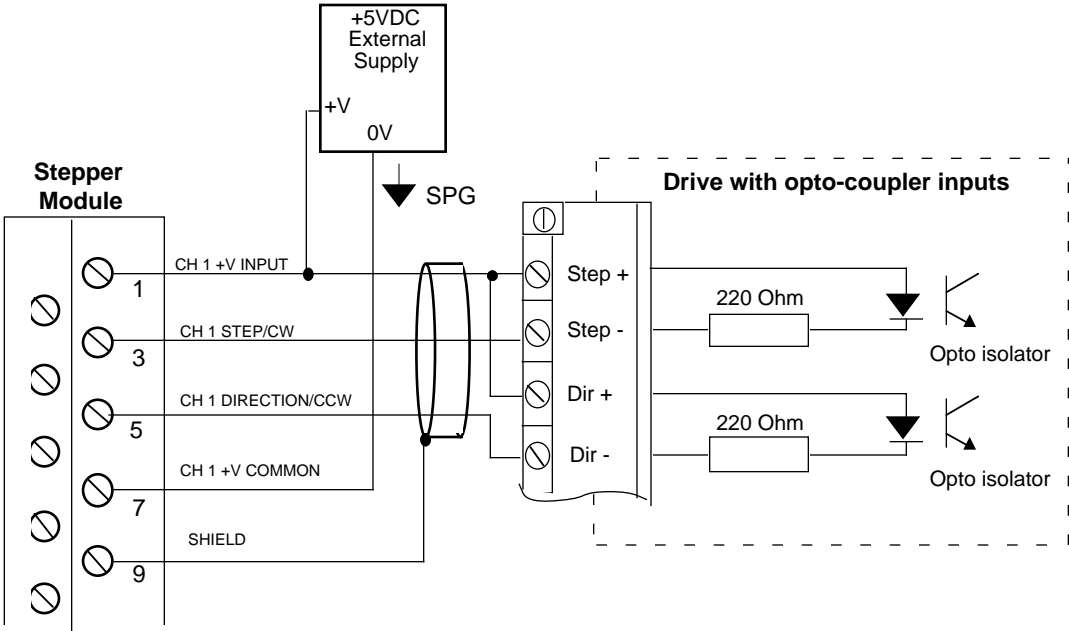 +5VDC
External
Supply
+V
0V
SPG
Stepper
Module
Drive with opto-coupler inputs
CH 1 +V INPUT
1
CH 1 STEP/CW
3
CH 1 DIRECTION/CCW
5
CH 1 +V COMMON
7
SHIELD
9
Step +
Step -
Dir +
Dir -
220 Ohm
Opto isolator
220 Ohm
Opto isolator